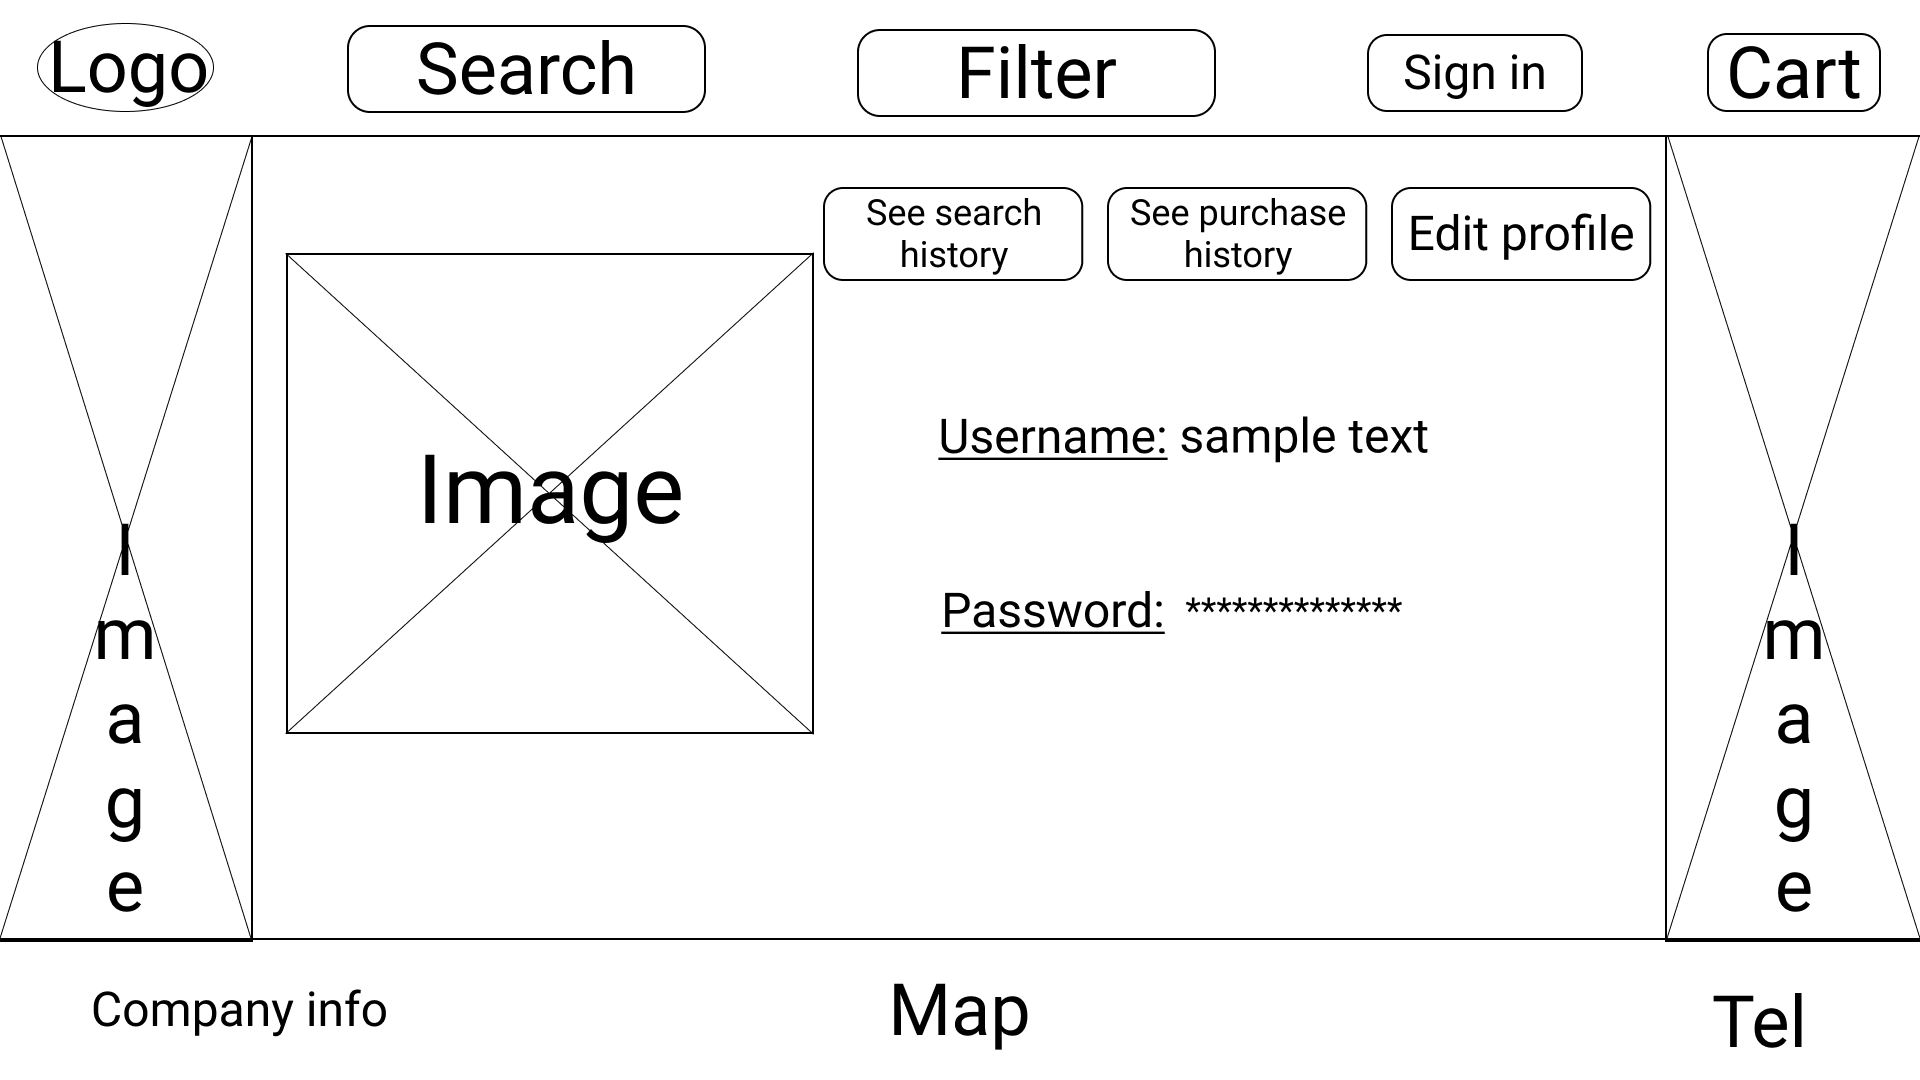 Logo
Search
Filter
Sign in
Cart
See search
history
See purchase
history
Edit profile
Image
Username: sample text
Password: **************
I
m
a
g
e
I
m
a
g
e
Company info
Map
Tel